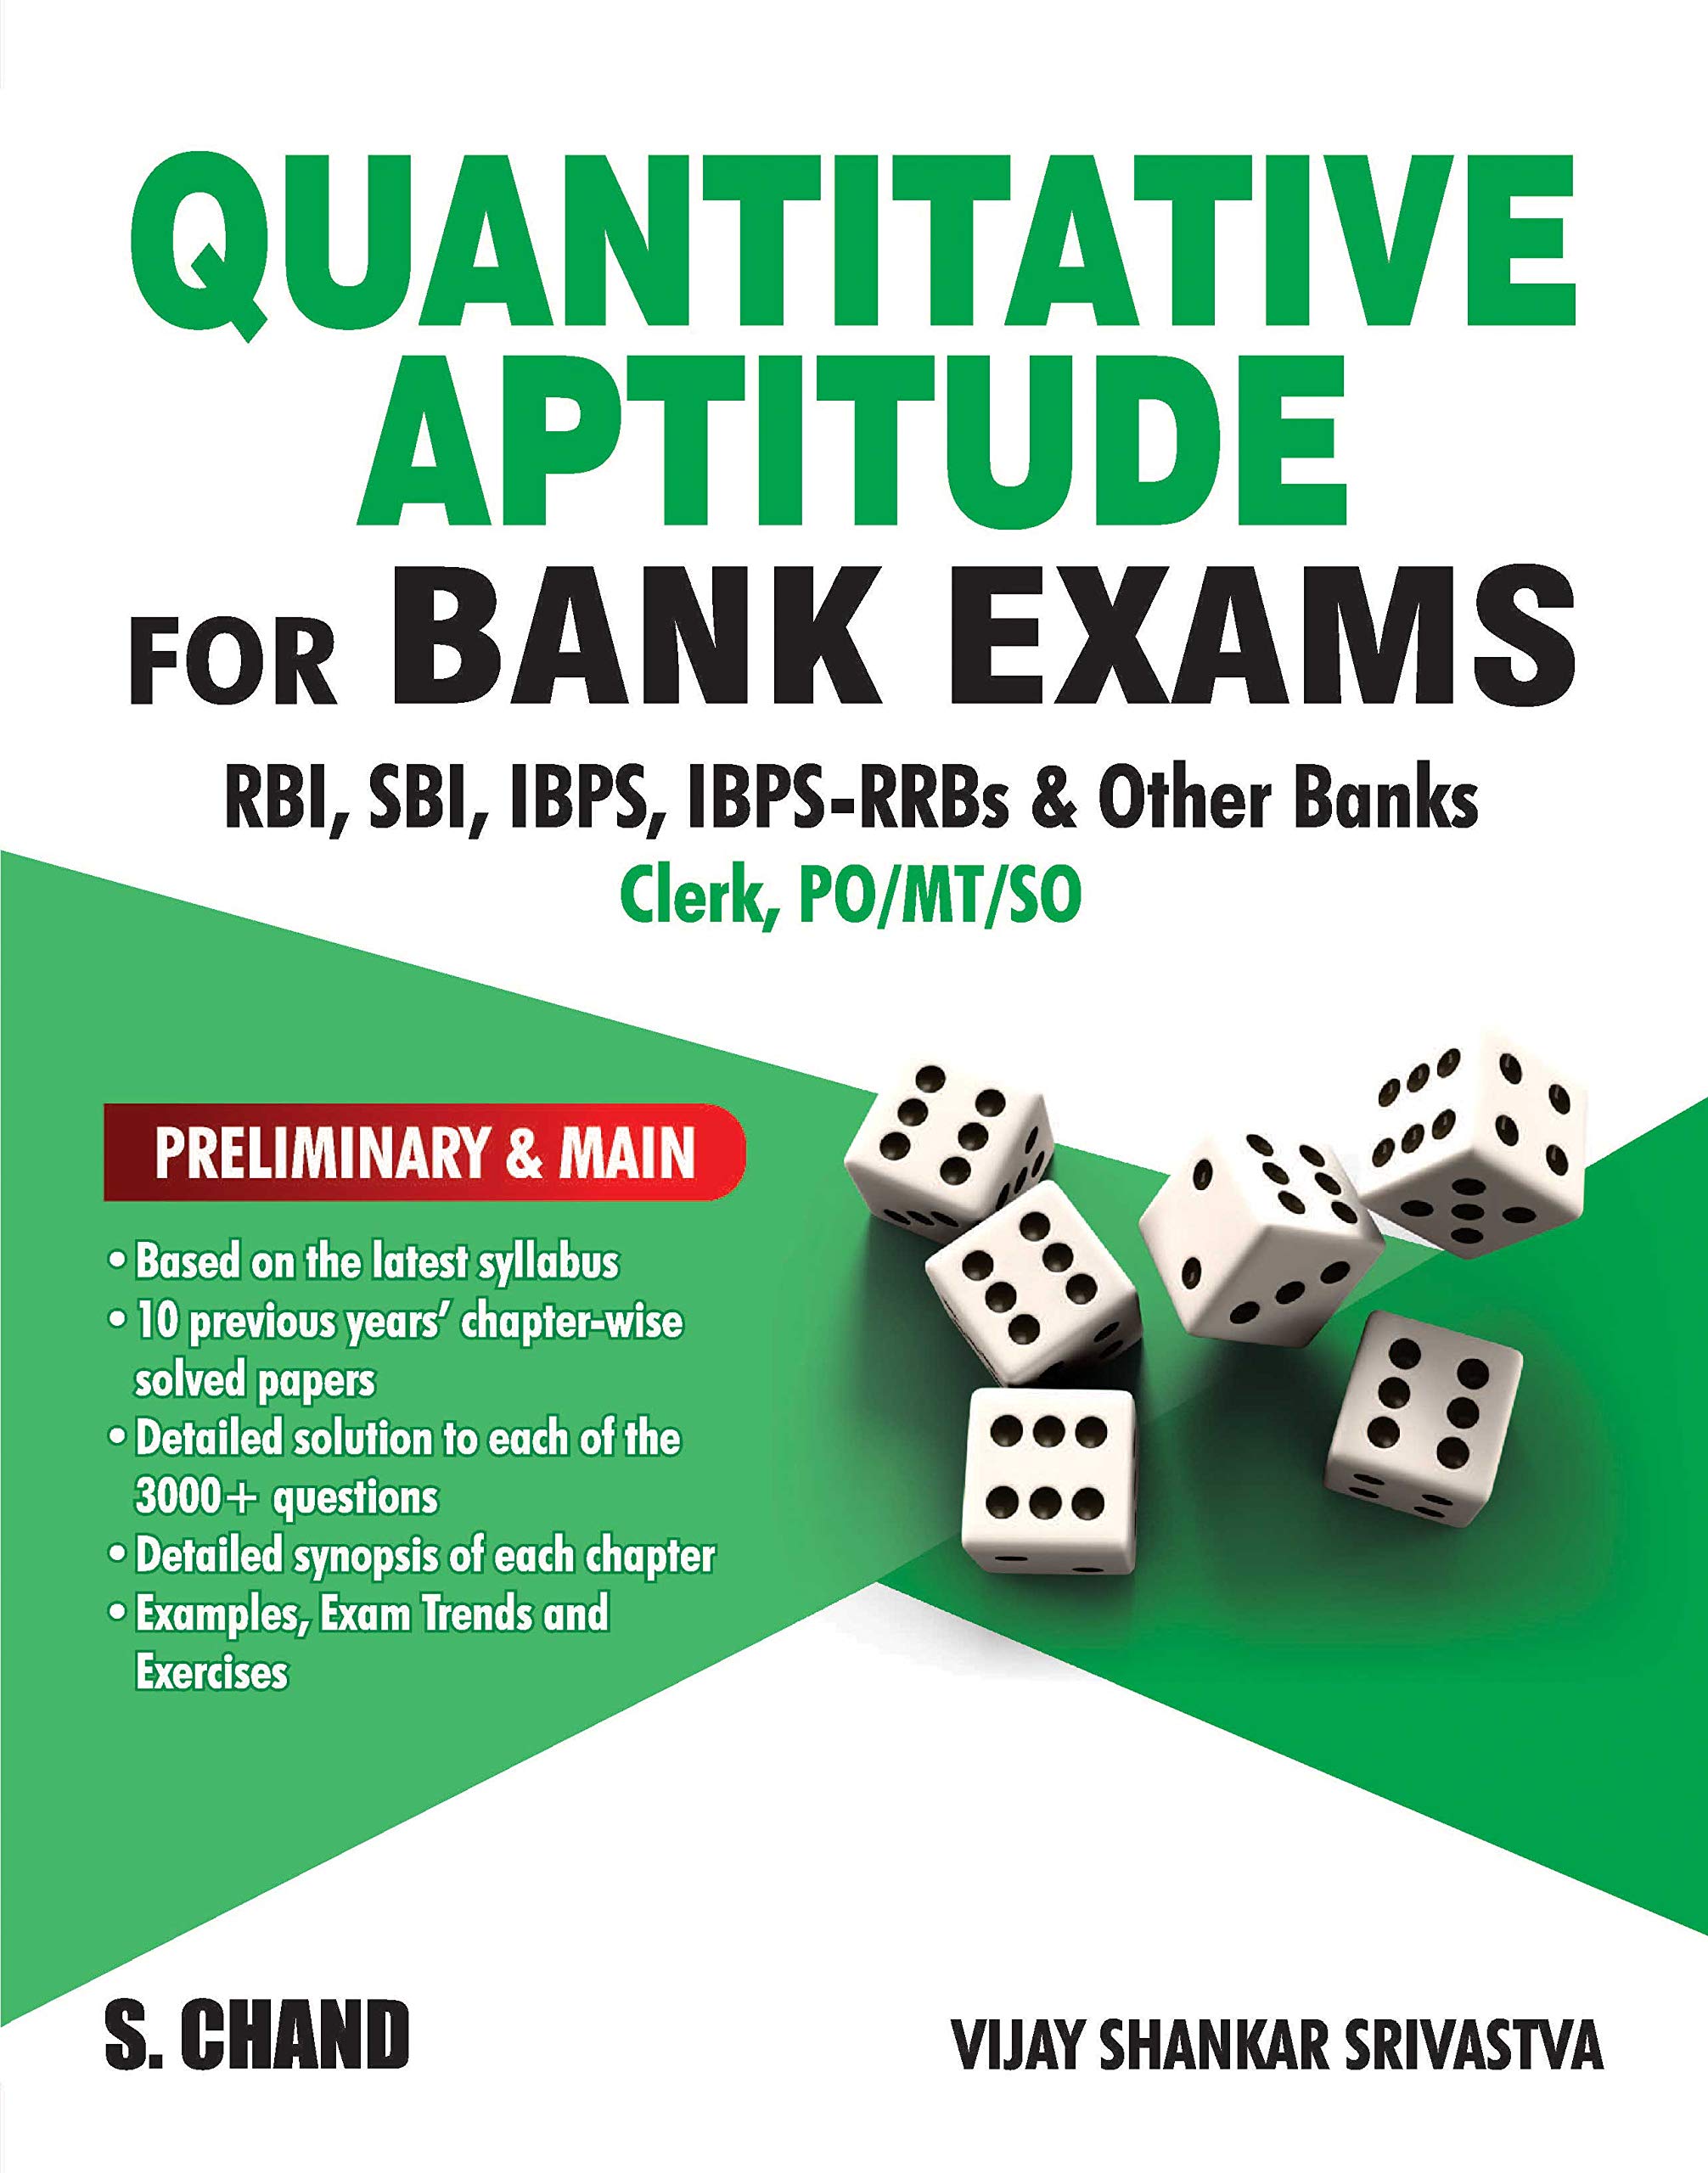 QUANTITATIVE
APTITUDE
FOR BANK EXAMS
RBI, SBI, IBPS, IBPS-RRBs & Other Banks
Clerk, PO/MT/SO
PRELIMINARY & MAIN
• Based on the latest syllabus
• 10 previous years’ chapter-wise
solved papers
• Detailed solution to each of the
3000+ questions
• Detailed synopsis of each chapter
• Examples, Exam Trends and
Exercises
S. CHAND
VIJAY SHANKAR SRIVASTVA